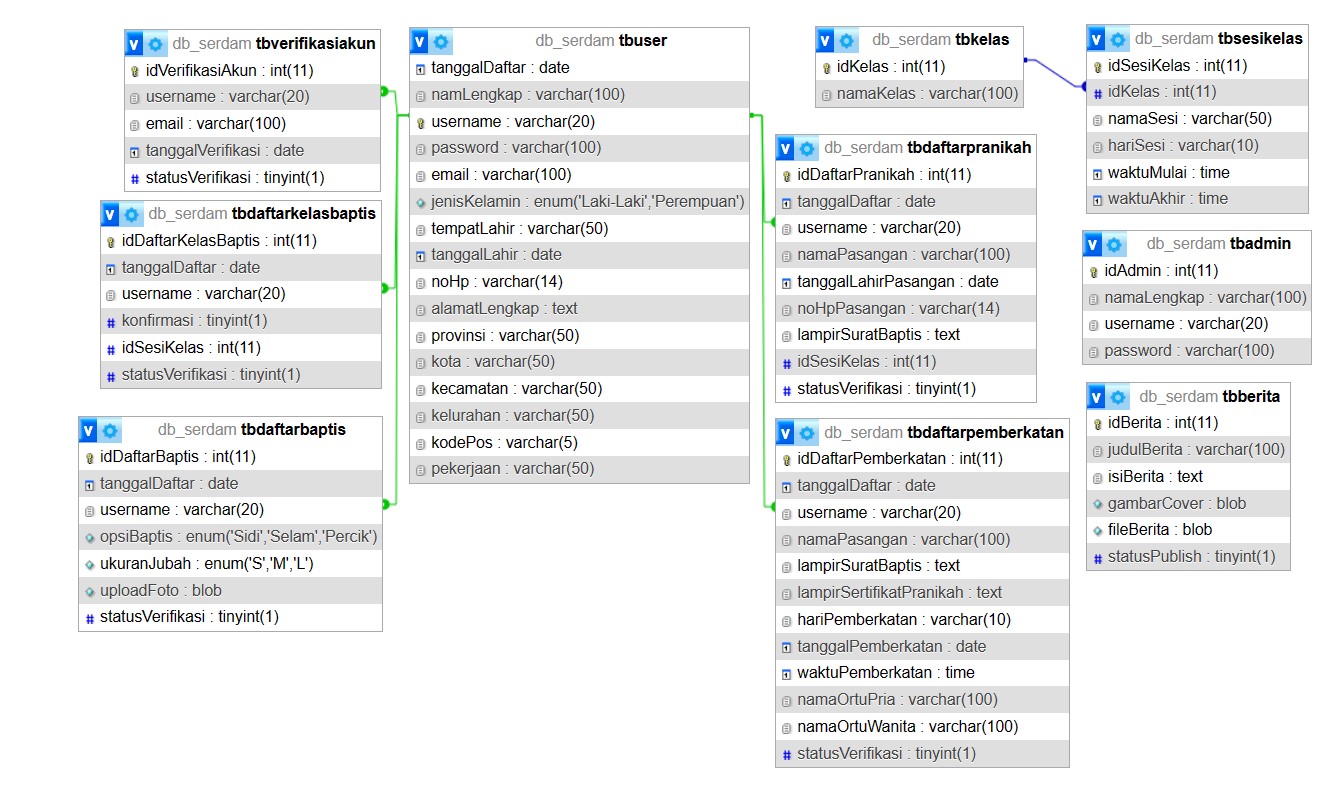 db_serdam tbverifikasiakun
idVerifikasiAkun : int(11)
username : varchar(20)
email : varchar(100)
tanggalVerifikasi : date
statusVerifikasi : tinyint(1)
db_serdam tbdaftarkelasbaptis
idDaftarKelasBaptis : int(11)
tanggalDaftar : date
username : varchar(20)
konfirmasi : tinyint(1)
idSesiKelas : int(11)
statusVerifikasi : tinyint(1)
db_serdam tbdaftarbaptis
idDaftarBaptis : int(11)
tanggalDaftar : date
username : varchar(20)
opsiBaptis : enum('Sidi','Selam','Percik')
ukuranJubah : enum('S','M','L')
uploadFoto : blob
statusVerifikasi : tinyint(1)
db_serdam tbuser
tanggalDaftar : date
namLengkap : varchar(100)
username : varchar(20)
password : varchar(100)
email : varchar(100)
jenisKelamin : enum('Laki-Laki','Perempuan')
tempatLahir : varchar(50)
tanggalLahir : date
noHp : varchar(14)
alamatLengkap : text
provinsi : varchar(50)
kota : varchar(50)
kecamatan : varchar(50)
kelurahan : varchar(50)
kodePos : varchar(5)
pekerjaan : varchar(50)
db_serdam tbkelas
idKelas : int(11)
namaKelas : varchar(100)
db_serdam tbdaftarpranikah
idDaftarPranikah : int(11)
tanggalDaftar : date
username : varchar(20)
namaPasangan : varchar(100)
tanggalLahirPasangan : date
noHpPasangan : varchar(14)
lampirSuratBaptis : text
idSesiKelas : int(11)
statusVerifikasi : tinyint(1)
db_serdam tbdaftarpemberkatan
idDaftarPemberkatan : int(11)
tanggalDaftar : date
username : varchar(20)
namaPasangan : varchar(100)
lampirSuratBaptis : text
lampirSertifikatPranikah : text
hariPemberkatan : varchar(10)
tanggalPemberkatan : date
waktuPemberkatan : time
namaOrtuPria : varchar(100)
namaOrtuWanita : varchar(100)
statusVerifikasi : tinyint(1)
db_serdam tbsesikelas
idSesiKelas : int(11)
idKelas : int(11)
namaSesi : varchar(50)
hariSesi : varchar(10)
waktuMulai : time
waktuAkhir : time
db_serdam tbadmin
idAdmin : int(11)
namaLengkap : varchar(100)
username : varchar(20)
password : varchar(100)
db_serdam tbberita
idBerita : int(11)
judulBerita : varchar(100)
isiBerita : text
gambarCover : blob
fileBerita : blob
statusPublish : tinyint(1)